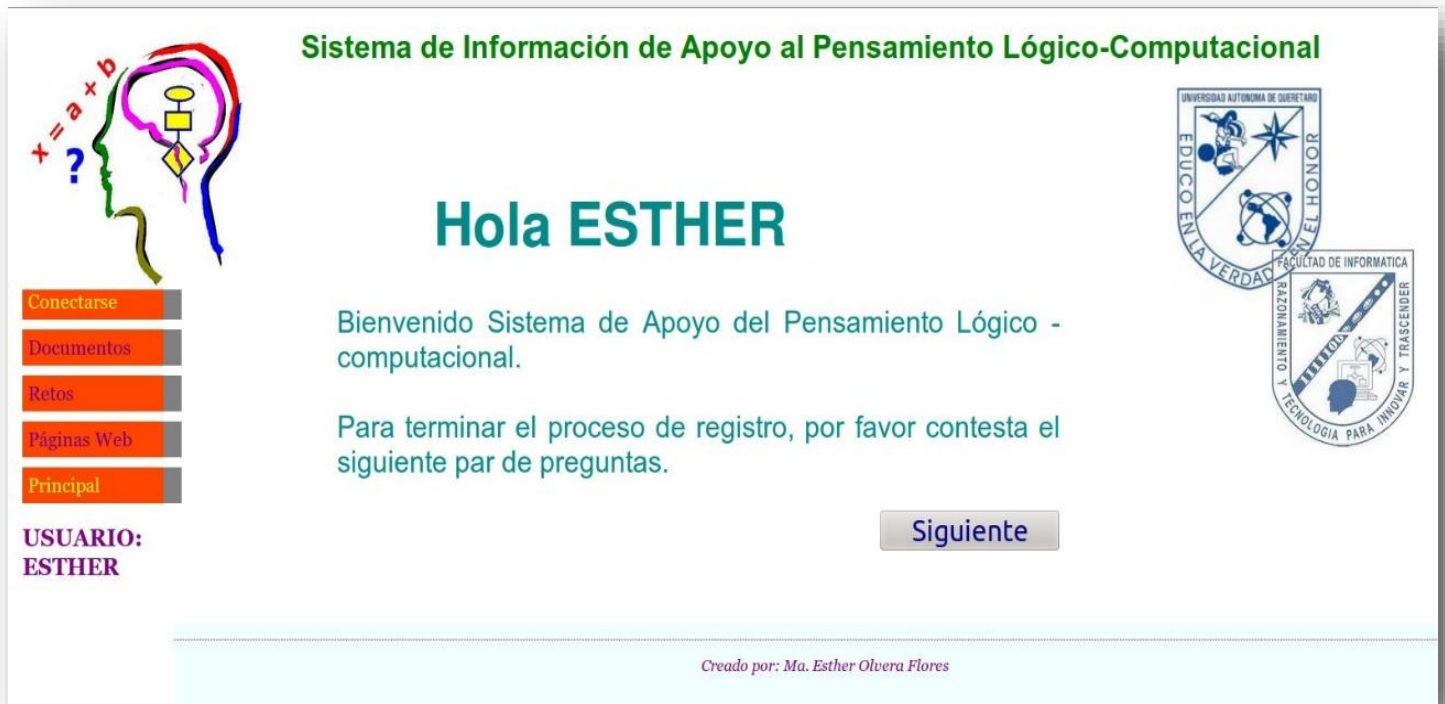 Sistema de Información de Apoyo al Pensamiento Lógico-Computacional
x = a + b
?
UNIVERSIDAD AUTONOMA DE QUERETARO
EDUCO EN LA VERDAD Y EN EL HONOR
FACULTAD DE INFORMATICA
RAZONAMIENTO Y TECNOLOGIA PARA INNOVAR Y TRASCENDER
Hola ESTHER
Conectarse
Documentos
Retos
Páginas Web
Principal
USUARIO:
ESTHER
Bienvenido Sistema de Apoyo del Pensamiento Lógico -
computacional.
Para terminar el proceso de registro, por favor contesta el
siguiente par de preguntas.
Siguiente
Creado por: Ma. Esther Olvera Flores